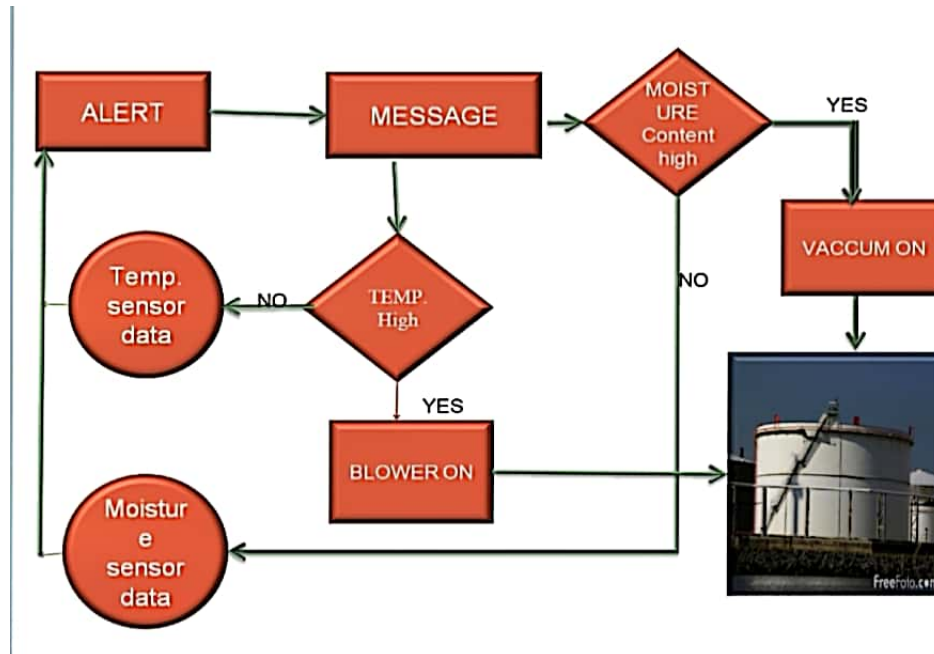 ALERT
MESSAGE
MOIST
URE
Content
high
YES
VACCUM ON
NO
Temp.
sensor
data
NO
TEMP.
High
YES
BLOWER ON
Moistur
e
sensor
data
FreeFoto.com